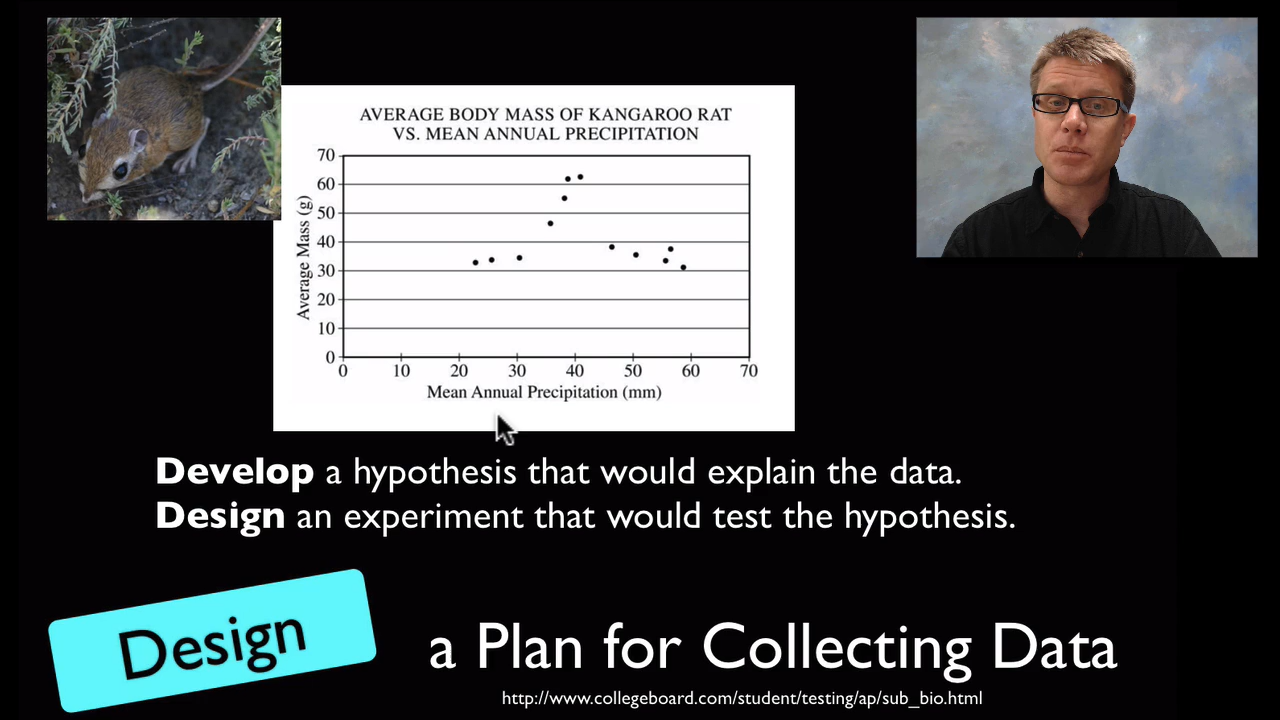 AVERAGE BODY MASS OF KANGAROO RAT
VS. MEAN ANNUAL PRECIPITATION
Average Mass (g)
70
60
50
40
30
20
10
0
0 10 20 30 40 50 60 70
Mean Annual Precipitation (mm)
Develop a hypothesis that would explain the data.
Design an experiment that would test the hypothesis.
Design a Plan for Collecting Data
http://www.collegeboard.com/student/testing/ap/sub_bio.html